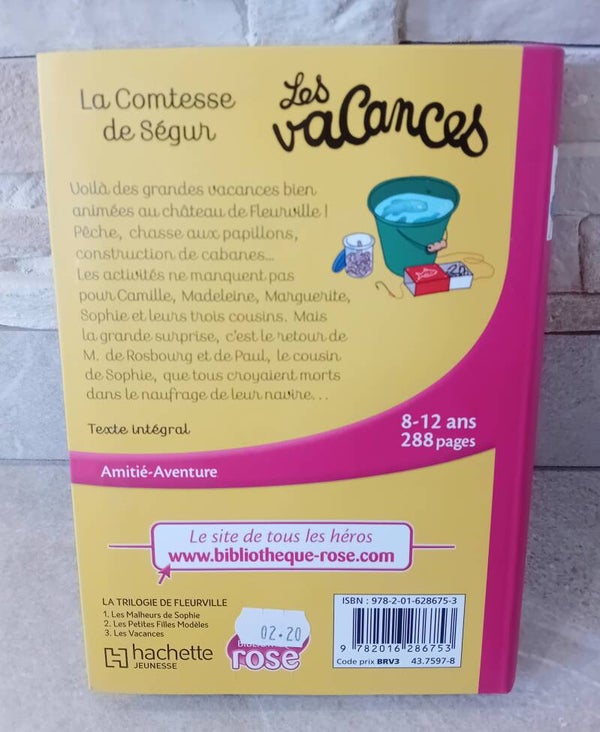 La Comtesse
de Ségur
Les
vacances
Voilà des grandes vacances bien
animées au château de Fleurville !
Pêche, chasse aux papillons,
construction de cabanes...
Les activités ne manquent pas
pour Camille, Madeleine, Marguerite,
Sophie et leurs trois cousins. Mais
la grande surprise, c'est le retour de
M. de Rosbourg et de Paul, le cousin
de Sophie, que tous croyaient morts
dans le naufrage de leur navire...
Texte intégral
8-12 ans
288 pages
Amitié-Aventure
Le site de tous les héros
www.bibliotheque-rose.com
LA TRILOGIE DE FLEURVILLE
1. Les Malheurs de Sophie
2. Les Petites Filles Modèles
3. Les Vacances
hachette
JEUNESSE
02.20
rose
ISBN : 978-2-01-628675-3
9 782016 286753
Code prix BRV3 43.7597-8